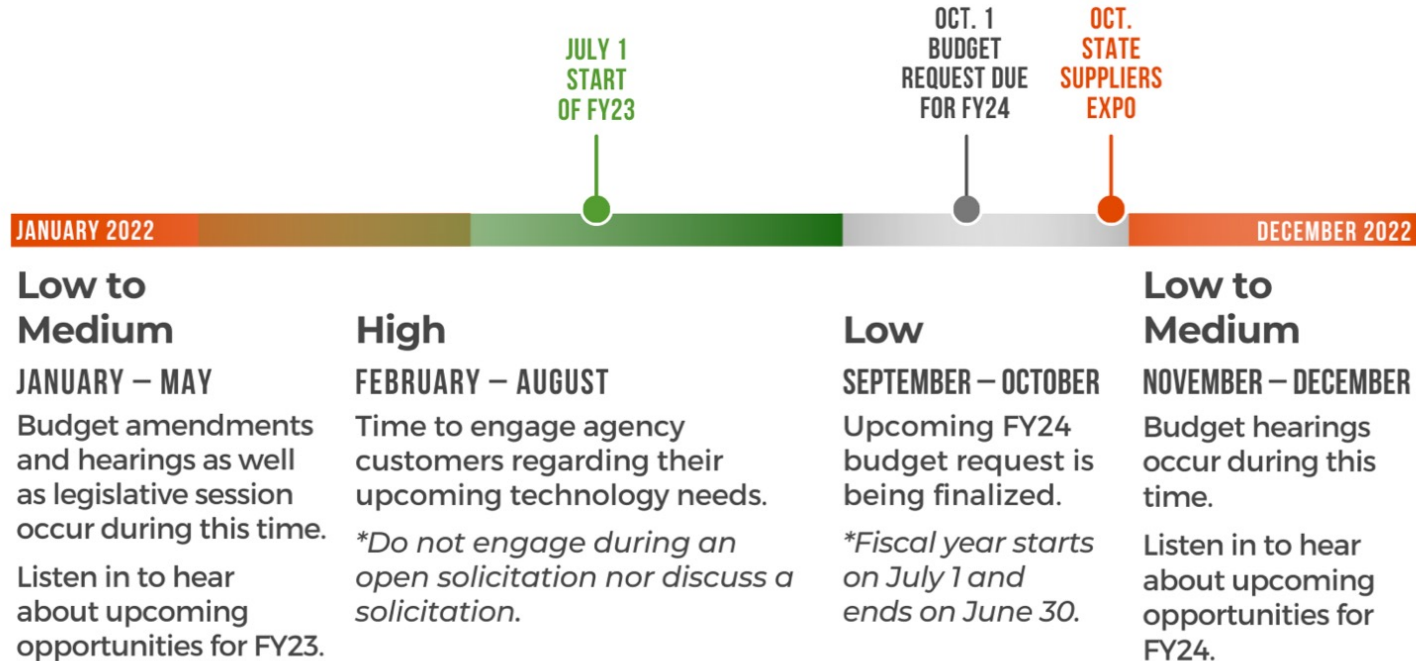 JULY 1
START
OF FY23
OCT. 1
BUDGET
REQUEST DUE
FOR FY24
OCT.
STATE
SUPPLIERS
EXPO
JANUARY 2022
DECEMBER 2022
Low to
Medium
JANUARY – MAY
Budget amendments
and hearings as well
as legislative session
occur during this time.
Listen in to hear
about upcoming
opportunities for FY23.
High
FEBRUARY – AUGUST
Time to engage agency
customers regarding their
upcoming technology needs.
*Do not engage during an
open solicitation nor discuss a
solicitation.
Low
SEPTEMBER – OCTOBER
Upcoming FY24
budget request is
being finalized.
*Fiscal year starts
on July 1 and
ends on June 30.
Low to
Medium
NOVEMBER – DECEMBER
Budget hearings
occur during this
time.
Listen in to hear
about upcoming
opportunities for
FY24.